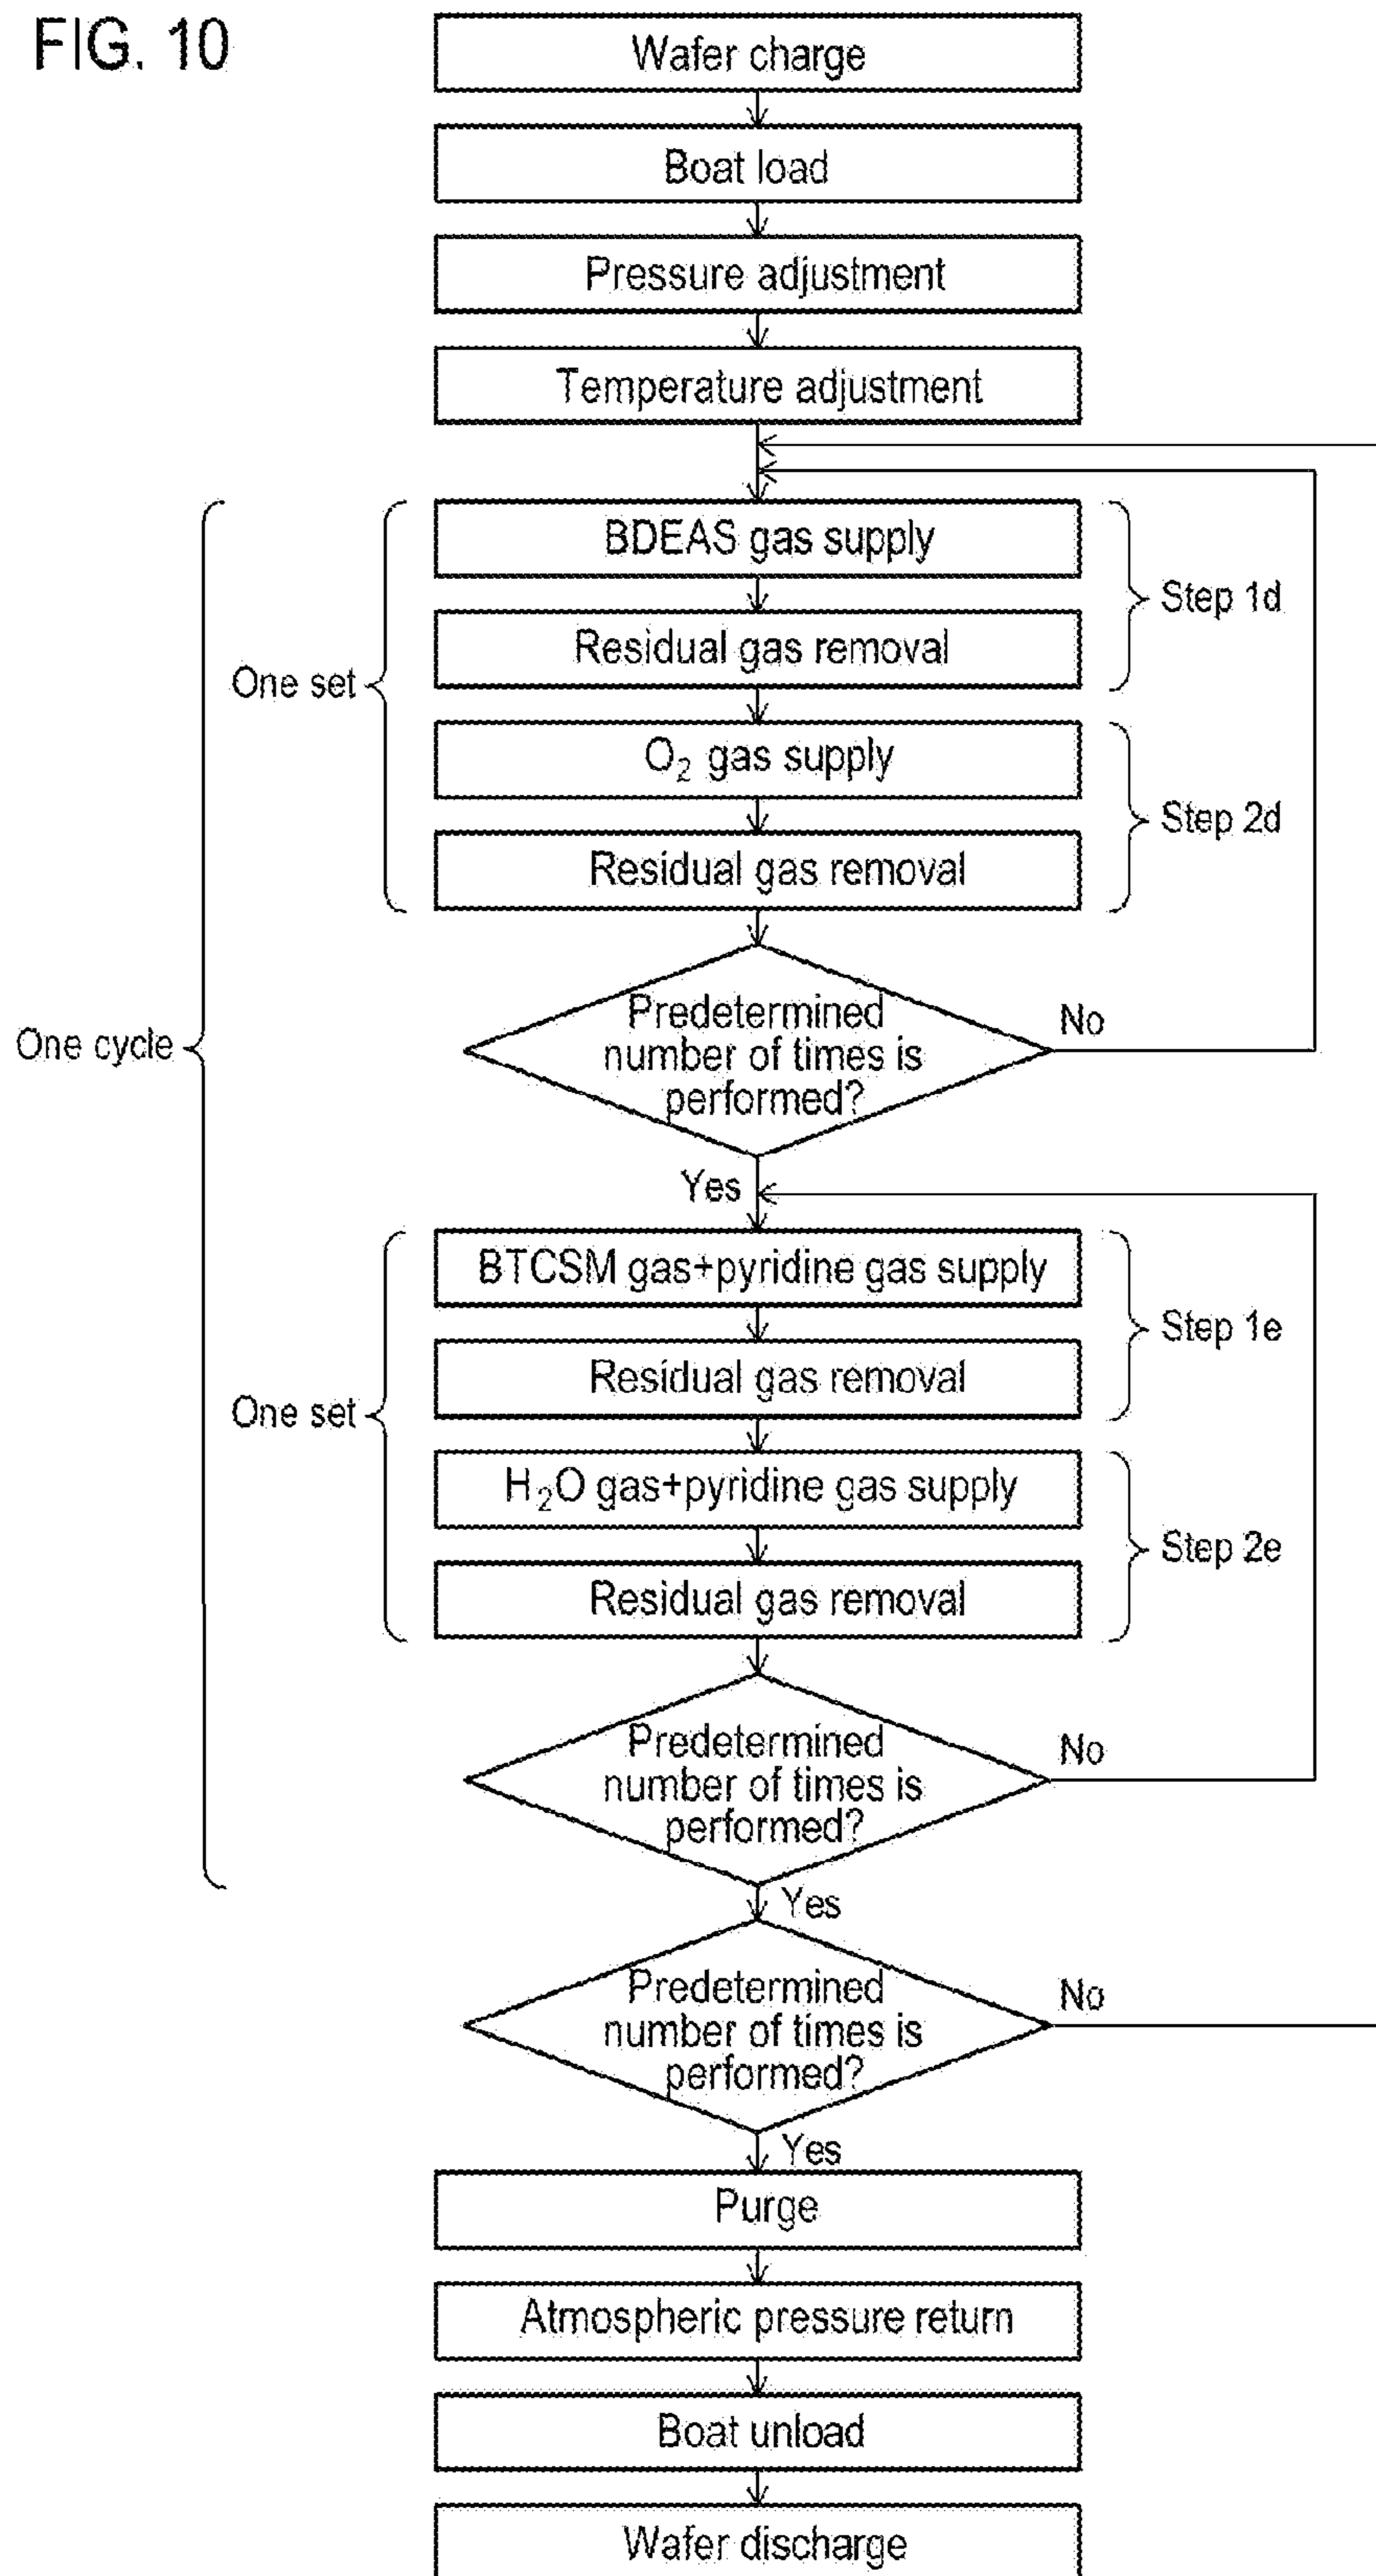 FIG. 10
Wafer charge
Boat load
Pressure adjustment
Temperature adjustment
BDEAS gas supply
Residual gas removal
Step 1d
One set
O₂ gas supply
Residual gas removal
Step 2d
Predetermined
number of times is
performed?
No
One cycle
Yes
BTCSM gas+pyridine gas supply
Residual gas removal
Step 1e
One set
H₂O gas+pyridine gas supply
Residual gas removal
Step 2e
Predetermined
number of times is
performed?
No
Yes
Predetermined
number of times is
performed?
No
Yes
Purge
Atmospheric pressure return
Boat unload
Wafer discharge